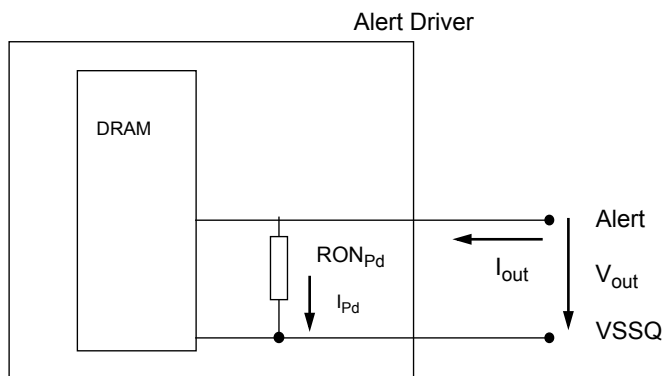 Alert Driver
DRAM
Alert
RON_Pd
I_out
I_Pd
V_out
VSSQ